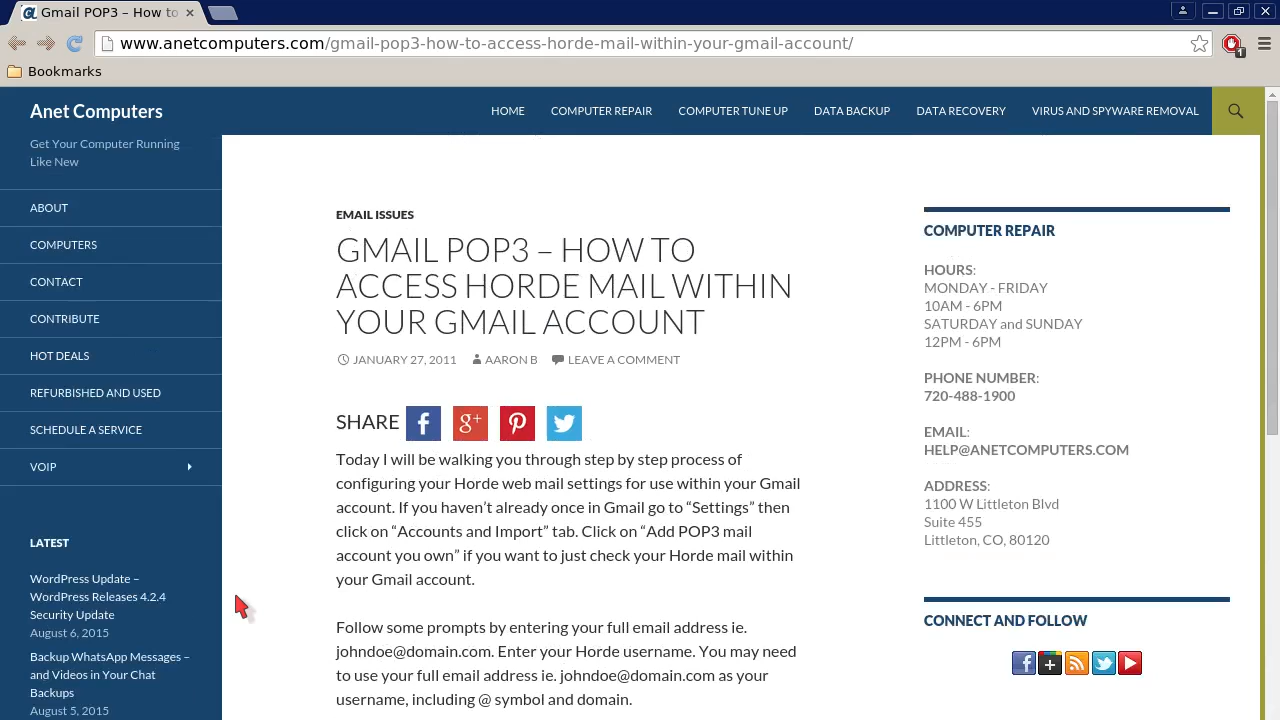 Gmail POP3 – How to
www.anetcomputers.com/gmail-pop3-how-to-access-horde-mail-within-your-gmail-account/
1
Bookmarks
Anet Computers
HOME
COMPUTER REPAIR
COMPUTER TUNE UP
DATA BACKUP
DATA RECOVERY
VIRUS AND SPYWARE REMOVAL
Get Your Computer Running
Like New
ABOUT
COMPUTERS
CONTACT
CONTRIBUTE
HOT DEALS
REFURBISHED AND USED
SCHEDULE A SERVICE
VOIP
LATEST
WordPress Update –
WordPress Releases 4.2.4
Security Update
August 6, 2015
Backup WhatsApp Messages –
and Videos in Your Chat
Backups
August 5, 2015
EMAIL ISSUES
GMAIL POP3 – HOW TO
ACCESS HORDE MAIL WITHIN
YOUR GMAIL ACCOUNT
JANUARY 27, 2011 AARON B LEAVE A COMMENT
SHARE
Today I will be walking you through step by step process of
configuring your Horde web mail settings for use within your Gmail
account. If you haven’t already once in Gmail go to “Settings” then
click on “Accounts and Import” tab. Click on “Add POP3 mail
account you own” if you want to just check your Horde mail within
your Gmail account.
Follow some prompts by entering your full email address ie.
johndoe@domain.com. Enter your Horde username. You may need
to use your full email address ie. johndoe@domain.com as your
username, including @ symbol and domain.
COMPUTER REPAIR
HOURS:
MONDAY - FRIDAY
10AM - 6PM
SATURDAY and SUNDAY
12PM - 6PM
PHONE NUMBER:
720-488-1900
EMAIL:
HELP@ANETCOMPUTERS.COM
ADDRESS:
1100 W Littleton Blvd
Suite 455
Littleton, CO, 80120
CONNECT AND FOLLOW